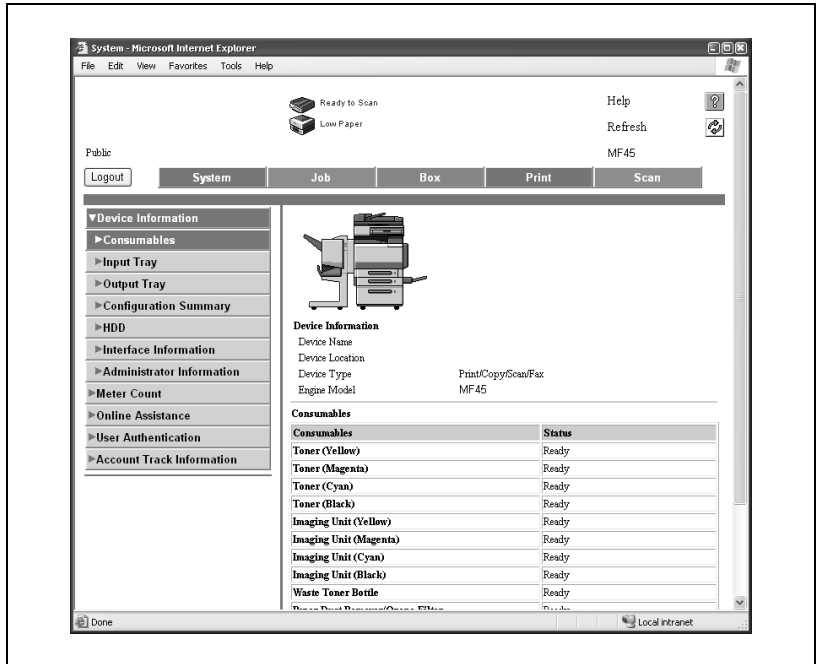 System - Microsoft Internet Explorer
File Edit View Favorites Tools Help
Ready to Scan
Low Paper
Help
Refresh
Public
MF45
Logout System Job Box Print Scan
Device Information
Consumables
Input Tray
Output Tray
Configuration Summary
HDD
Interface Information
Administrator Information
Meter Count
Online Assistance
User Authentication
Account Track Information
Device Information
Device Name
Device Location
Device Type Print/Copy/Scan/Fax
Engine Model MF45
Consumables
Consumables Status
Toner (Yellow) Ready
Toner (Magenta) Ready
Toner (Cyan) Ready
Toner (Black) Ready
Imaging Unit (Yellow) Ready
Imaging Unit (Magenta) Ready
Imaging Unit (Cyan) Ready
Imaging Unit (Black) Ready
Waste Toner Bottle Ready
Done Local intranet